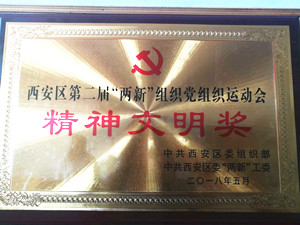 西安区第二届“两新”组织党组织运动会
精神文明奖
中共西安区委组织部
中共西安区委“两新”工委
二〇一八年五月